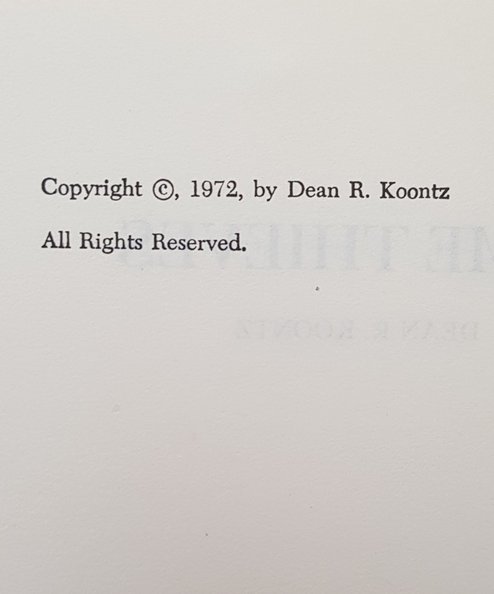 Copyright ©, 1972, by Dean R. Koontz
All Rights Reserved.